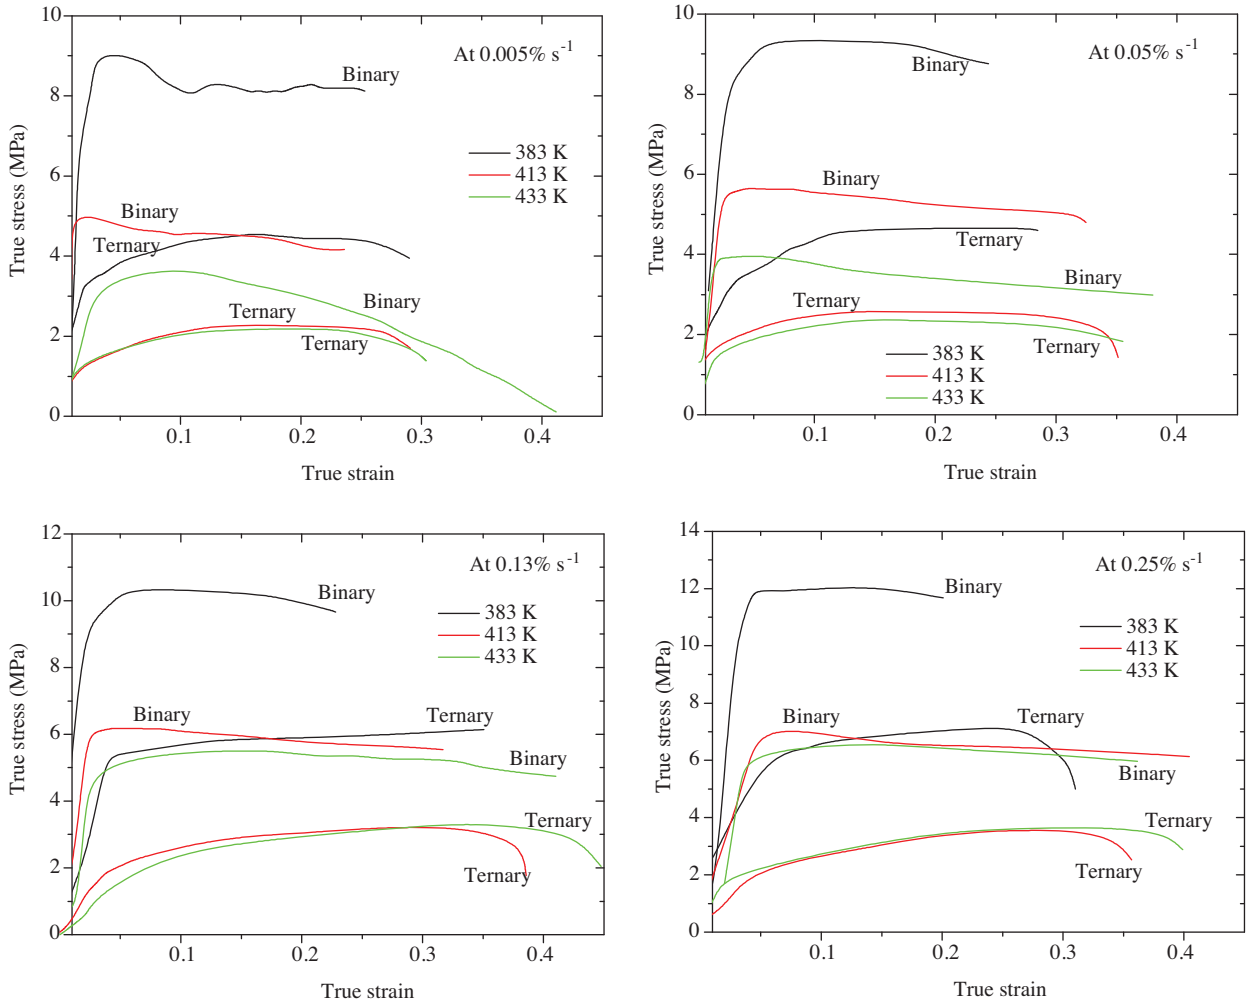 10
8
6
4
2
0
True stress (MPa)
At 0.005% s-1
Binary
383 K
413 K
433 K
Binary
Ternary
Ternary
Binary
Ternary
0.1
0.2
0.3
0.4
True strain
10
8
6
4
2
0
True stress (MPa)
At 0.05% s-1
Binary
Binary
Ternary
Binary
Ternary
Ternary
383 K
413 K
433 K
0.1
0.2
0.3
0.4
True strain
12
10
8
6
4
2
0
True stress (MPa)
At 0.13% s-1
Binary
383 K
413 K
433 K
Binary
Ternary
Binary
Ternary
Ternary
0.1
0.2
0.3
0.4
True strain
14
12
10
8
6
4
2
0
True stress (MPa)
At 0.25% s-1
Binary
383 K
413 K
433 K
Binary
Ternary
Binary
Ternary
Ternary
0.1
0.2
0.3
0.4
True strain